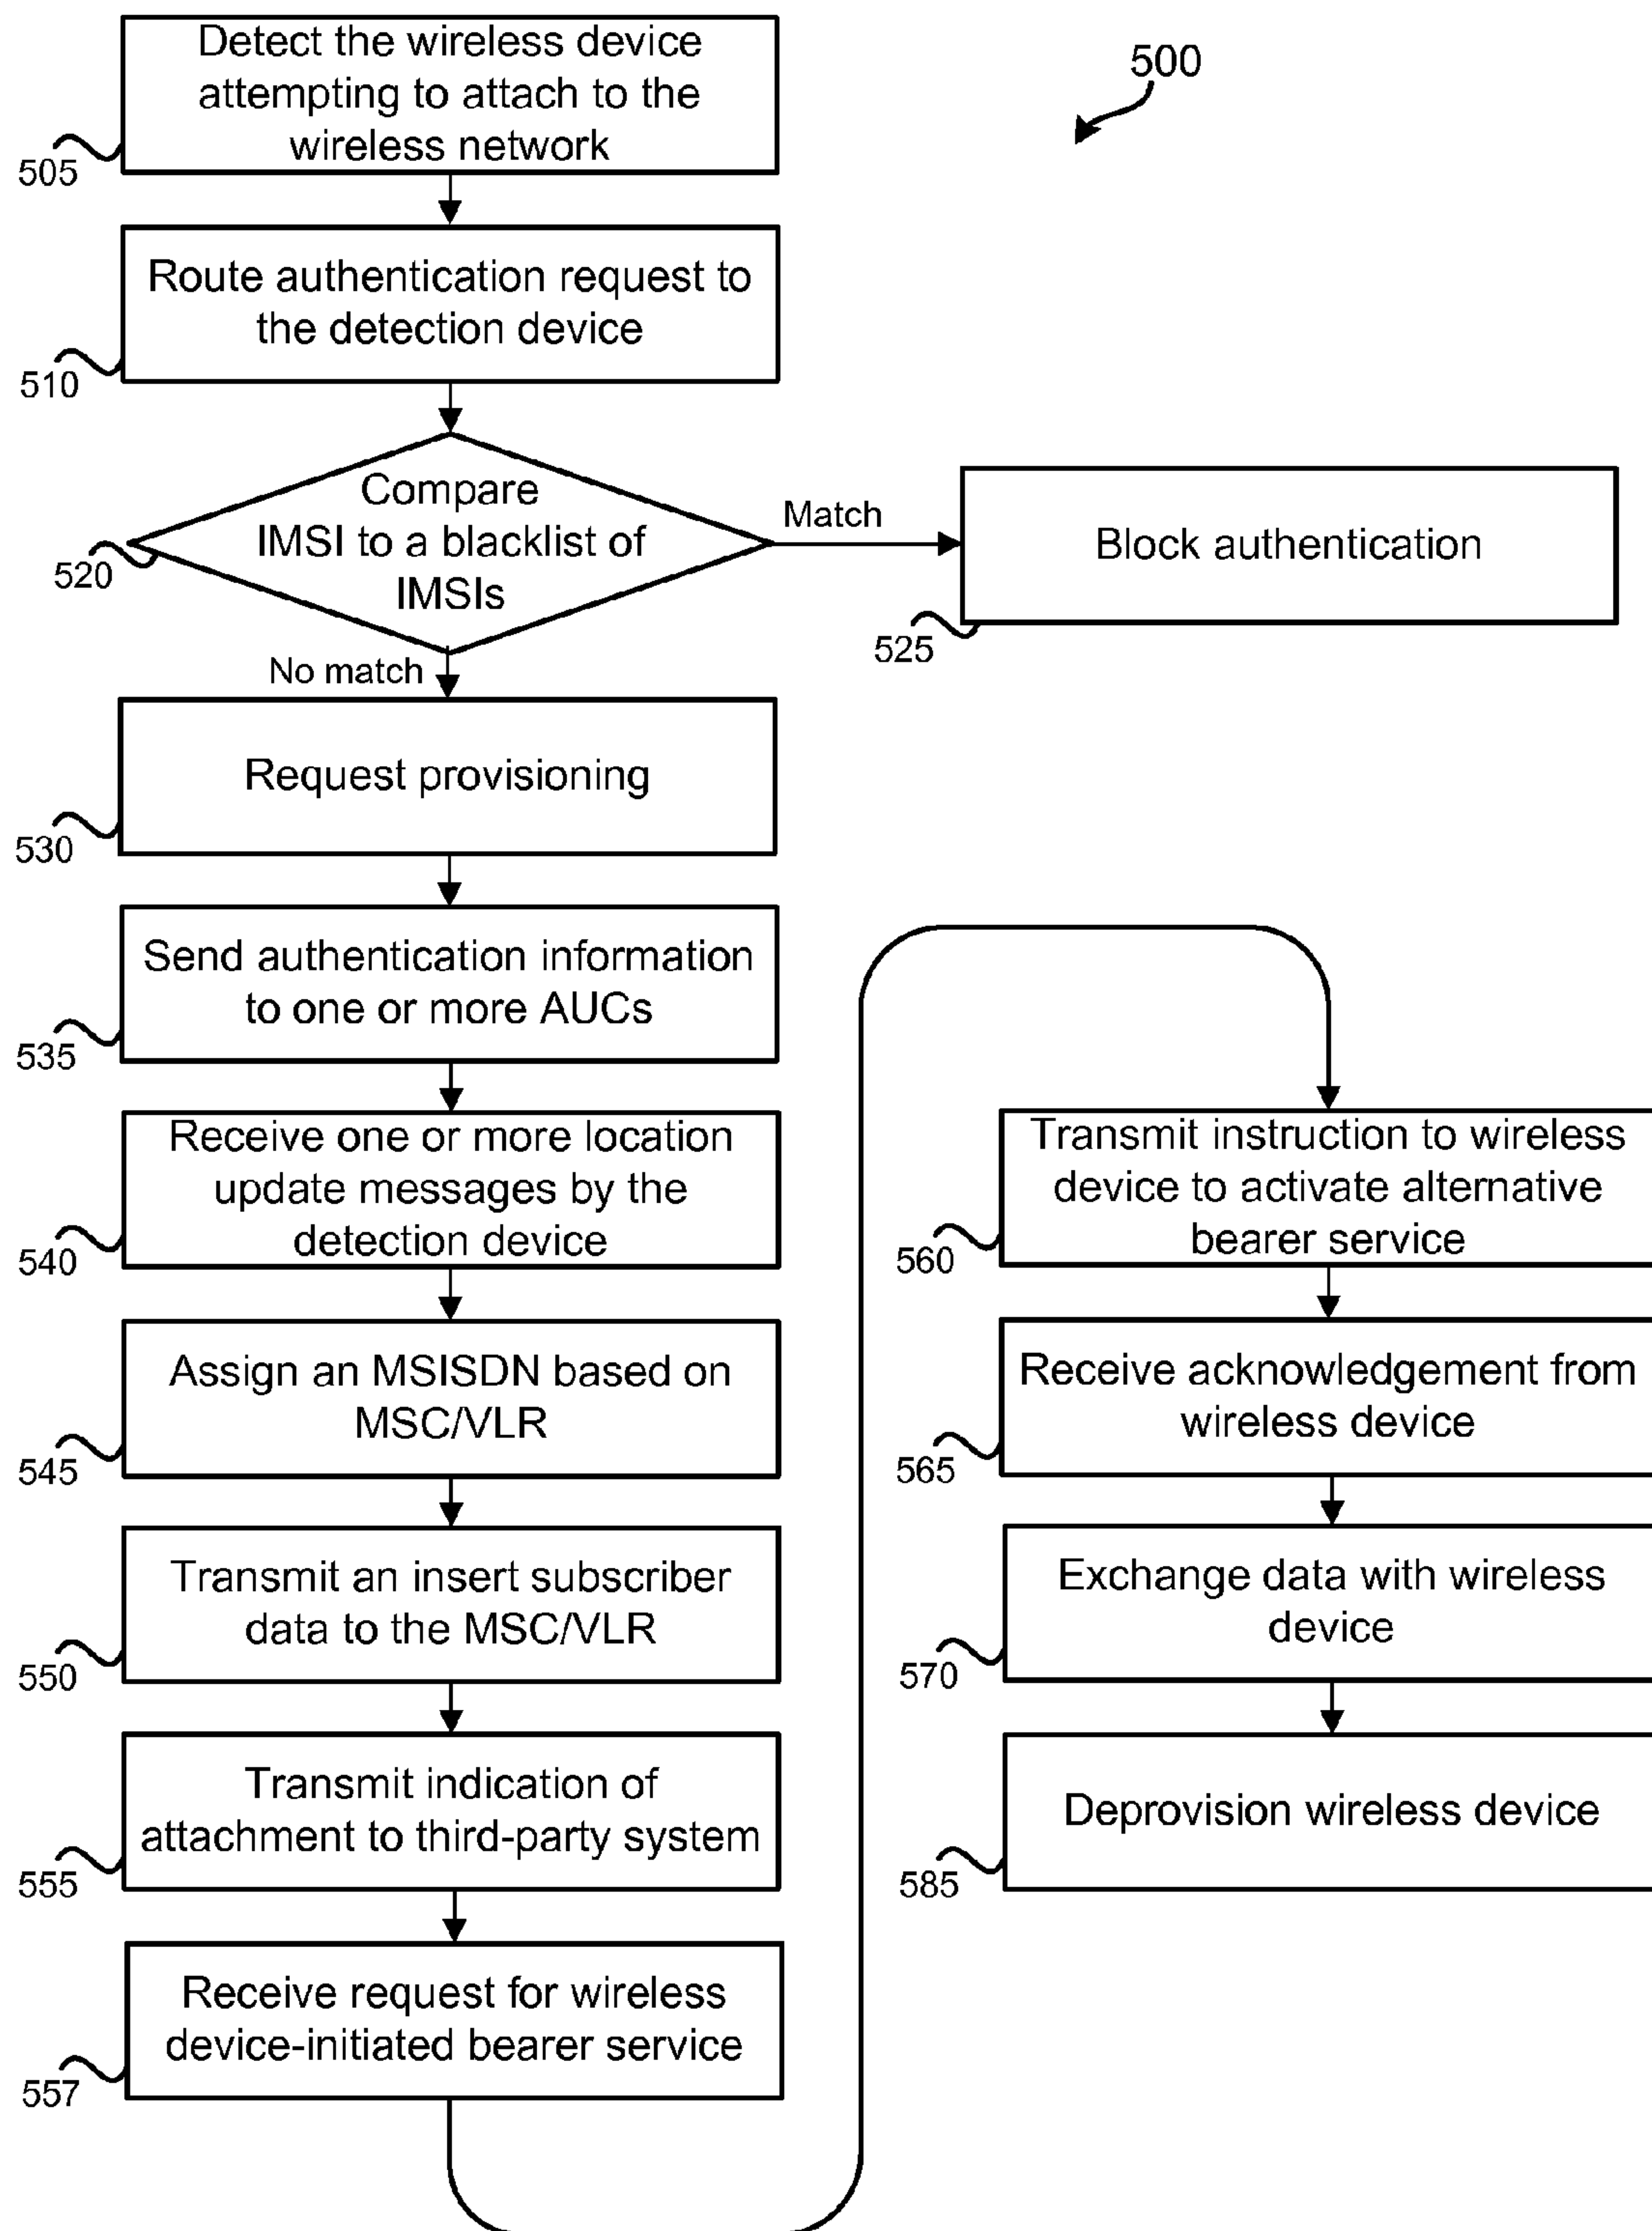 500
Detect the wireless device
attempting to attach to the
wireless network
505
Route authentication request to
the detection device
510
Compare
IMSI to a blacklist of
IMSIs
520
Match
Block authentication
525
No match
Request provisioning
530
Send authentication information
to one or more AUCs
535
Receive one or more location
update messages by the
detection device
540
Assign an MSISDN based on
MSC/VLR
545
Transmit an insert subscriber
data to the MSC/VLR
550
Transmit indication of
attachment to third-party system
555
Receive request for wireless
device-initiated bearer service
557
Transmit instruction to wireless
device to activate alternative
bearer service
560
Receive acknowledgement from
wireless device
565
Exchange data with wireless
device
570
Deprovision wireless device
585